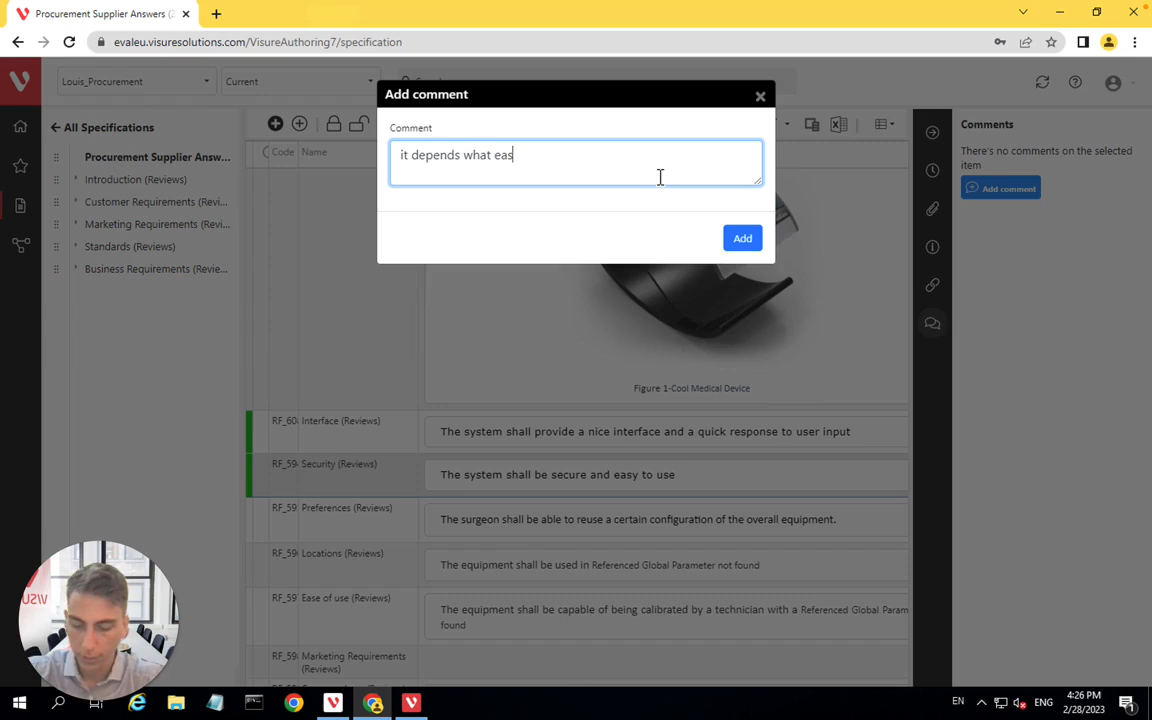 Procurement Supplier Answers (2
evaleu.visuresolutions.com/VisureAuthoring7/specification
Louis_Procurement
Current
Add comment
Comment
it depends what eas
Add
All Specifications
Procurement Supplier Answ...
Introduction (Reviews)
Customer Requirements (Revi...
Marketing Requirements (Revi...
Standards (Reviews)
Business Requirements (Revie...
Code
Name
Comments
There's no comments on the selected
item
Add comment
Figure 1-Cool Medical Device
RF_60
Interface (Reviews)
The system shall provide a nice interface and a quick response to user input
RF_594
Security (Reviews)
The system shall be secure and easy to use
RF_59
Preferences (Reviews)
The surgeon shall be able to reuse a certain configuration of the overall equipment.
RF_59
Locations (Reviews)
The equipment shall be used in Referenced Global Parameter not found
RF_59
Ease of use (Reviews)
The equipment shall be capable of being calibrated by a technician with a Referenced Global Param
found
RF_59
Marketing Requirements
(Reviews)
EN
ENG
4:26 PM
2/28/2023